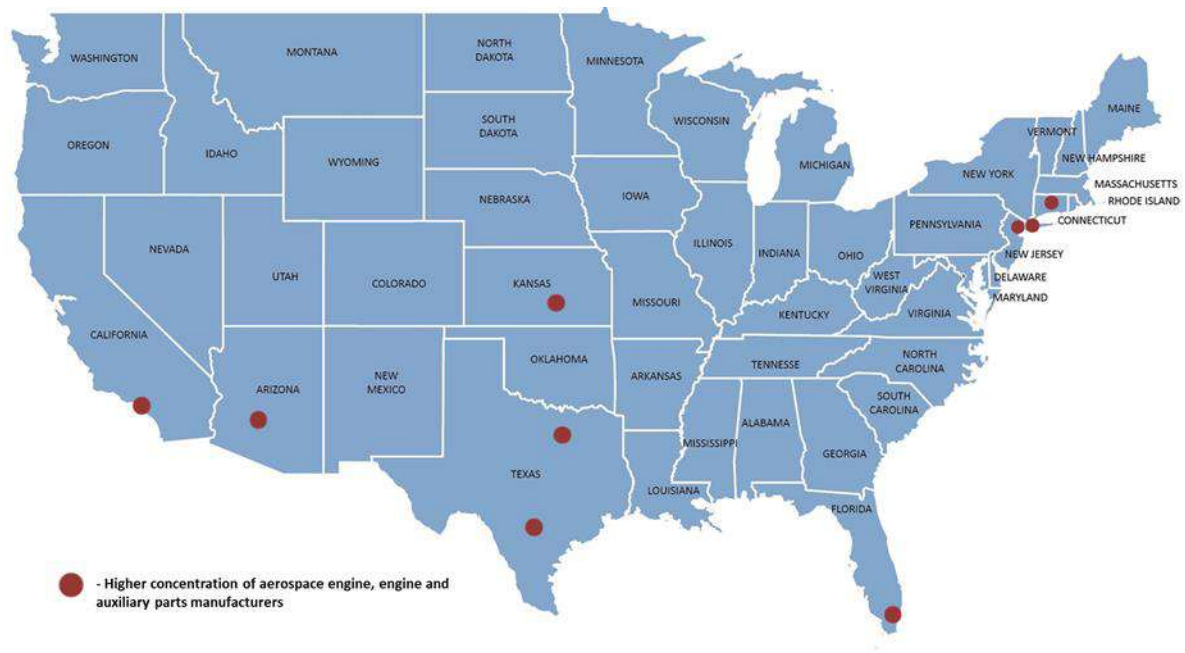 WASHINGTON
MONTANA
NORTH
DAKOTA
MINNESOTA
OREGON
IDAHO
WYOMING
SOUTH
DAKOTA
WISCONSIN
MICHIGAN
VERMONT
MAINE
NEW HAMPSHIRE
NEW YORK
MASSACHUSETTS
RHODE ISLAND
CONNECTICUT
NEVADA
UTAH
COLORADO
NEBRASKA
IOWA
ILLINOIS
INDIANA
OHIO
PENNSYLVANIA
NEW JERSEY
DELAWARE
MARYLAND
CALIFORNIA
KANSAS
MISSOURI
KENTUCKY
WEST
VIRGINIA
VIRGINIA
ARIZONA
NEW
MEXICO
OKLAHOMA
ARKANSAS
TENNESSE
NORTH
CAROLINA
SOUTH
CAROLINA
TEXAS
LOUISIANA
MISSISSIPPI
ALABAMA
GEORGIA
FLORIDA
- Higher concentration of aerospace engine, engine and
auxiliary parts manufacturers